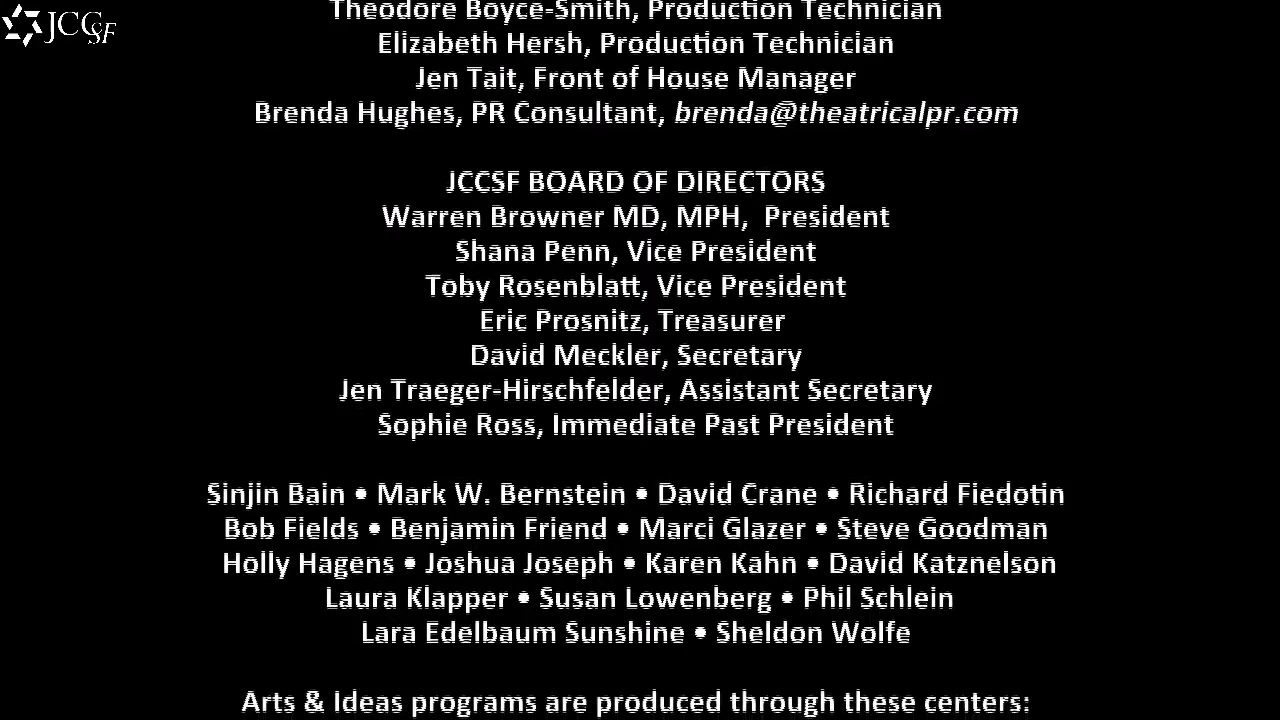 JCCSF
Theodore Boyce-Smith, Production Technician
Elizabeth Hersh, Production Technician
Jen Tait, Front of House Manager
Brenda Hughes, PR Consultant, brenda@theatricalpr.com
JCCSF BOARD OF DIRECTORS
Warren Browner MD, MPH,  President
Shana Penn, Vice President
Toby Rosenblatt, Vice President
Eric Prosnitz, Treasurer
David Meckler, Secretary
Jen Traeger-Hirschfelder, Assistant Secretary
Sophie Ross, Immediate Past President
Sinjin Bain • Mark W. Bernstein • David Crane • Richard Fiedotin
Bob Fields • Benjamin Friend • Marci Glazer • Steve Goodman
Holly Hagens • Joshua Joseph • Karen Kahn • David Katznelson
Laura Klapper • Susan Lowenberg • Phil Schlein
Lara Edelbaum Sunshine • Sheldon Wolfe
Arts & Ideas programs are produced through these centers: